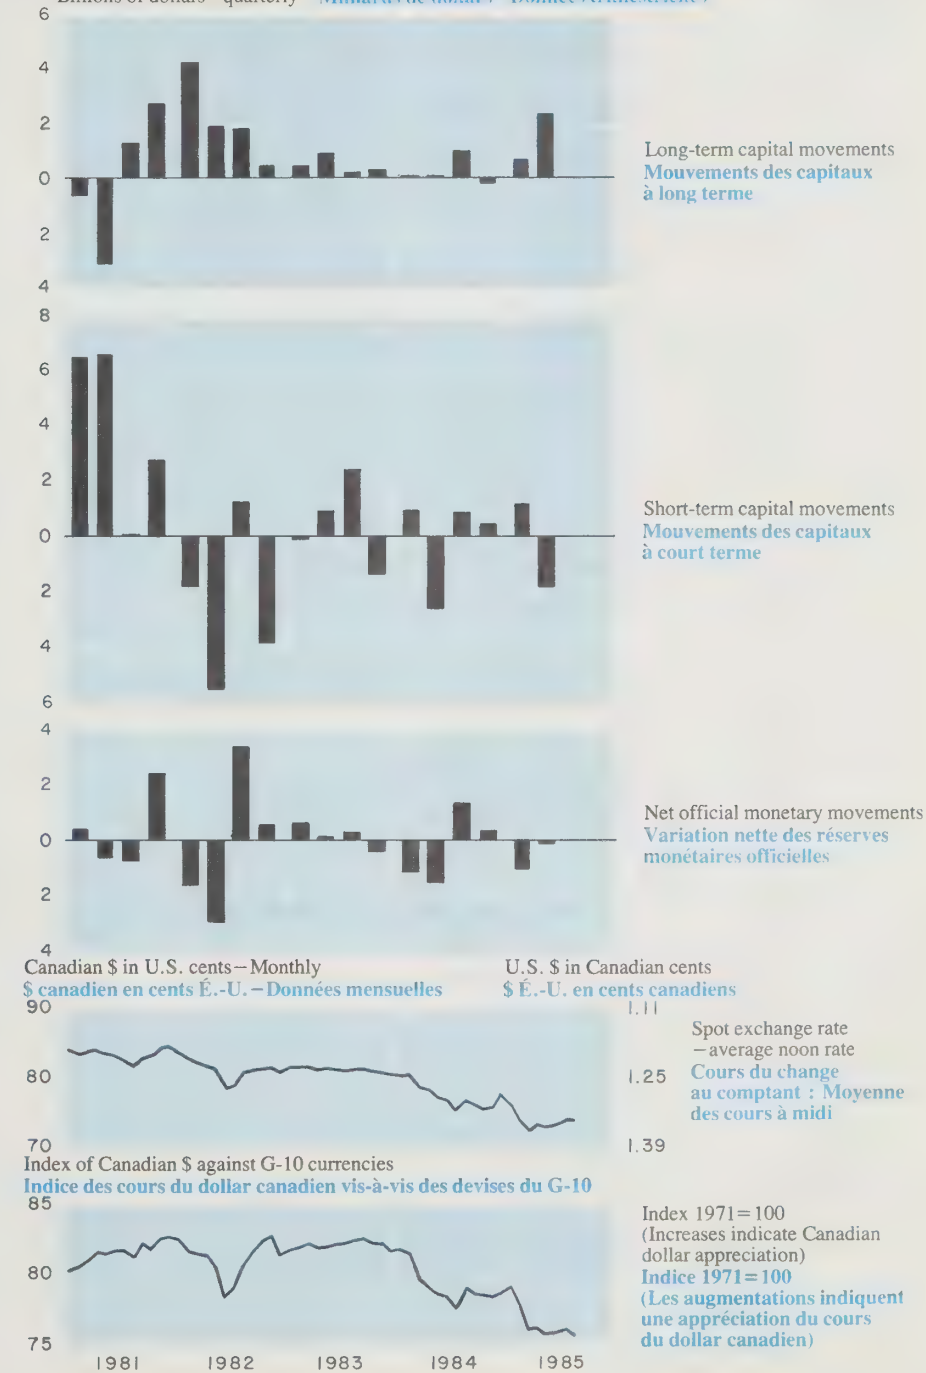 Billions of dollars – quarterly
6
4
2
0
2
4
Long-term capital movements
Mouvements des capitaux
à long terme
8
6
4
2
0
2
4
6
Short-term capital movements
Mouvements des capitaux
à court terme
4
2
0
2
4
Net official monetary movements
Variation nette des réserves
monétaires officielles
Canadian $ in U.S. cents—Monthly
$ canadien en cents É.-U.—Données mensuelles
U.S. $ in Canadian cents
$ É.-U. en cents canadiens
90
80
70
1.11
1.25
1.39
Spot exchange rate
—average noon rate
Cours du change
au comptant : Moyenne
des cours à midi
Index of Canadian $ against G-10 currencies
Indice des cours du dollar canadien vis-à-vis des devises du G-10
85
80
75
Index 1971=100
(Increases indicate Canadian
dollar appreciation)
Indice 1971=100
(Les augmentations indiquent
une appréciation du cours
du dollar canadien)
1981 1982 1983 1984 1985